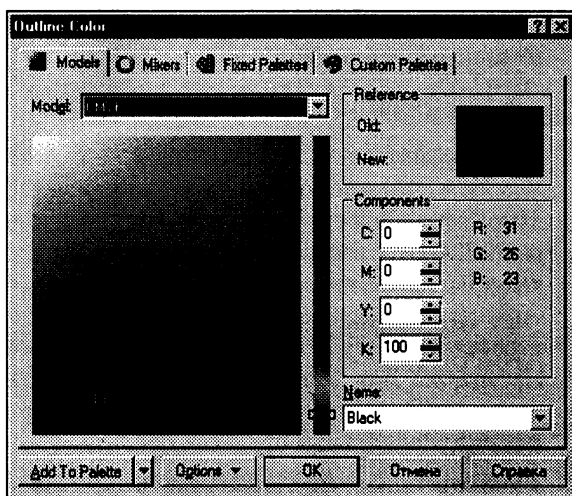 Outline Color
Models Mixers Fixed Palettes Custom Palettes
Model:
Reference
Old:
New:
Components
C: 0 R: 31
M: 0 G: 26
Y: 0 B: 23
K: 100
Name
Black
Add To Palette Options OK Отмена Справка